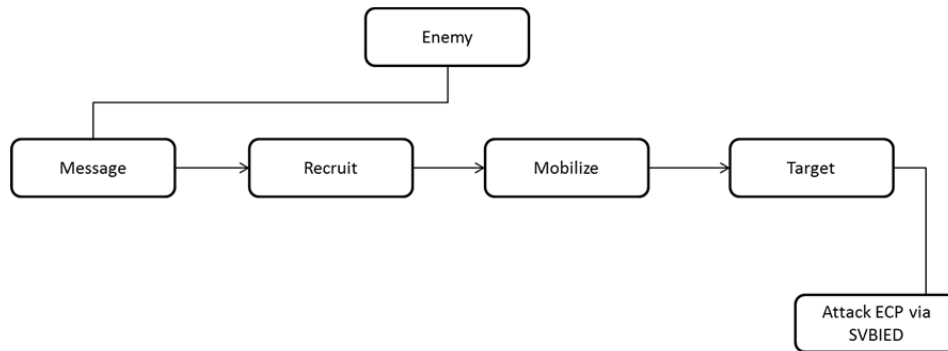 Enemy
Message
Recruit
Mobilize
Target
Attack ECP via
SVBIED